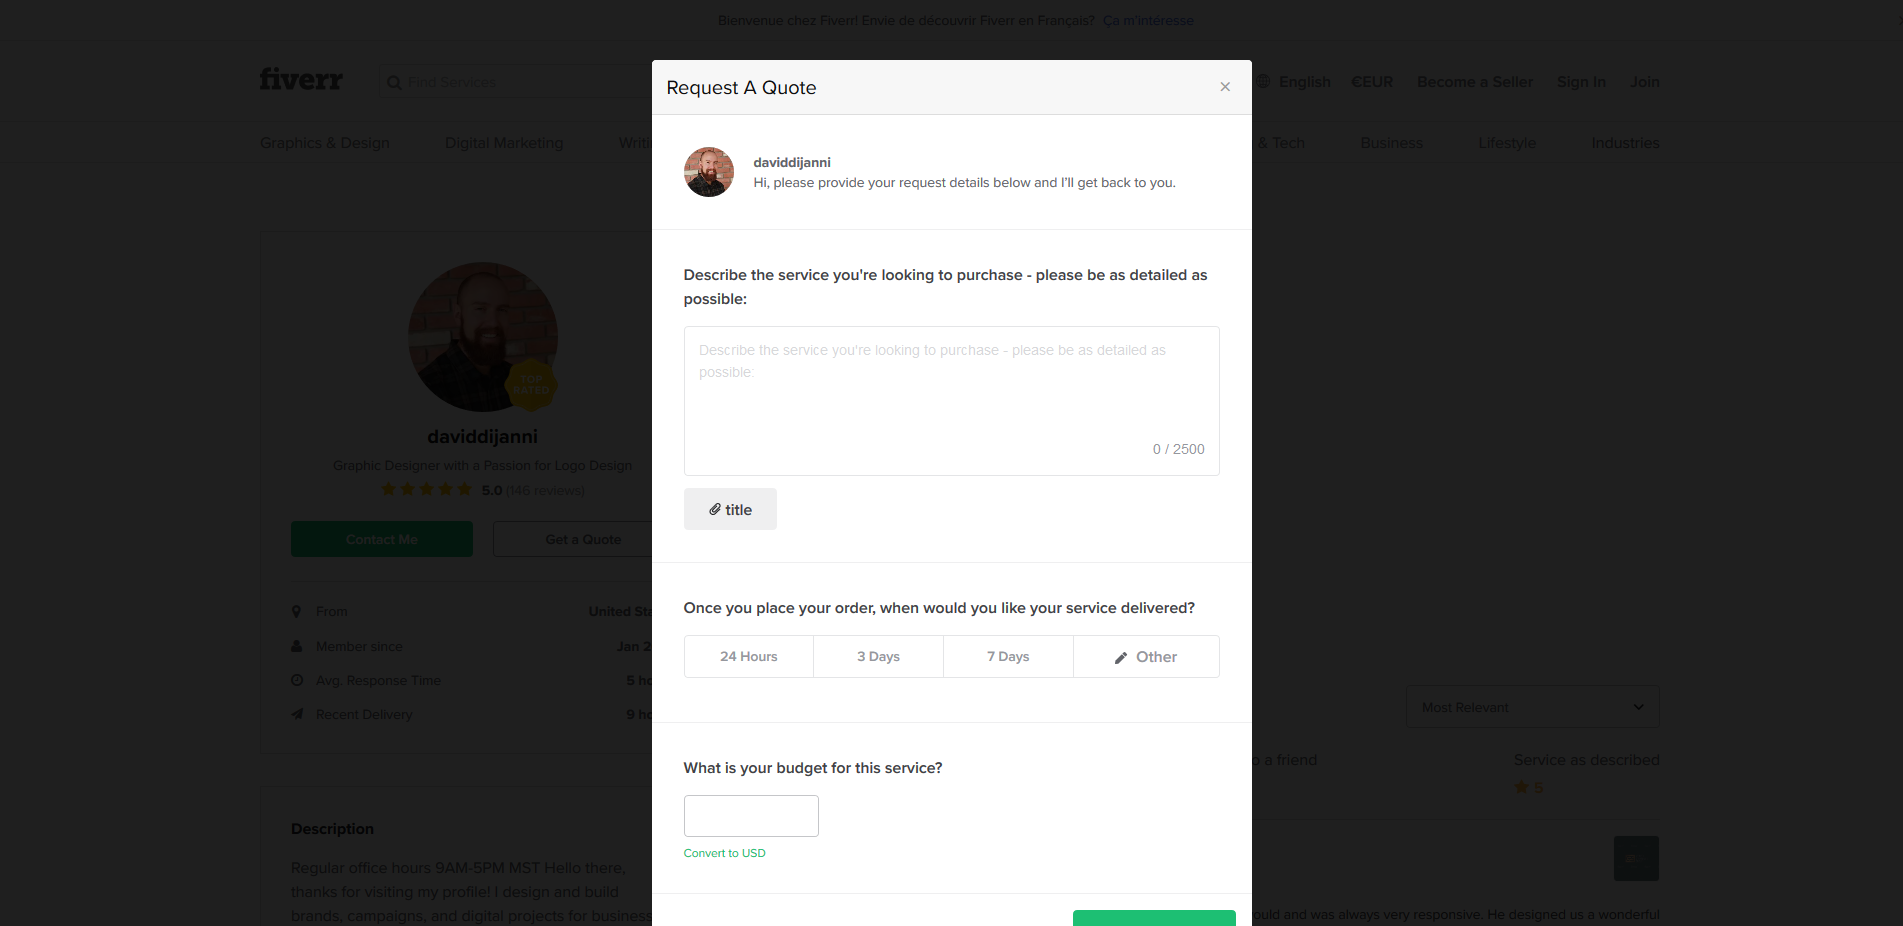 Bienvenue chez Fiverr! Envie de découvrir Fiverr en Français? Ça m'intéresse
fiverr
Find Services
English
€EUR
Become a Seller
Sign In
Join
Graphics & Design
Digital Marketing
& Tech
Business
Lifestyle
Industries
Request A Quote
×
daviddijanni
Hi, please provide your request details below and I'll get back to you.
Describe the service you're looking to purchase - please be as detailed as
possible:
Describe the service you're looking to purchase - please be as detailed as
possible:
0 / 2500
title
Once you place your order, when would you like your service delivered?
24 Hours
3 Days
7 Days
Other
What is your budget for this service?
Convert to USD
TOP
RATED
daviddijanni
Graphic Designer with a Passion for Logo Design
5.0 (146 reviews)
Contact Me
Get a Quote
From
United
Member since
Jan
Avg. Response Time
5
Recent Delivery
9
Description
Regular office hours 9AM-5PM MST Hello there,
thanks for visiting my profile! I design and build
brands, campaigns, and digital projects for business
Most Relevant
a friend
Service as described
5
and was always very responsive. He designed us a wonderful